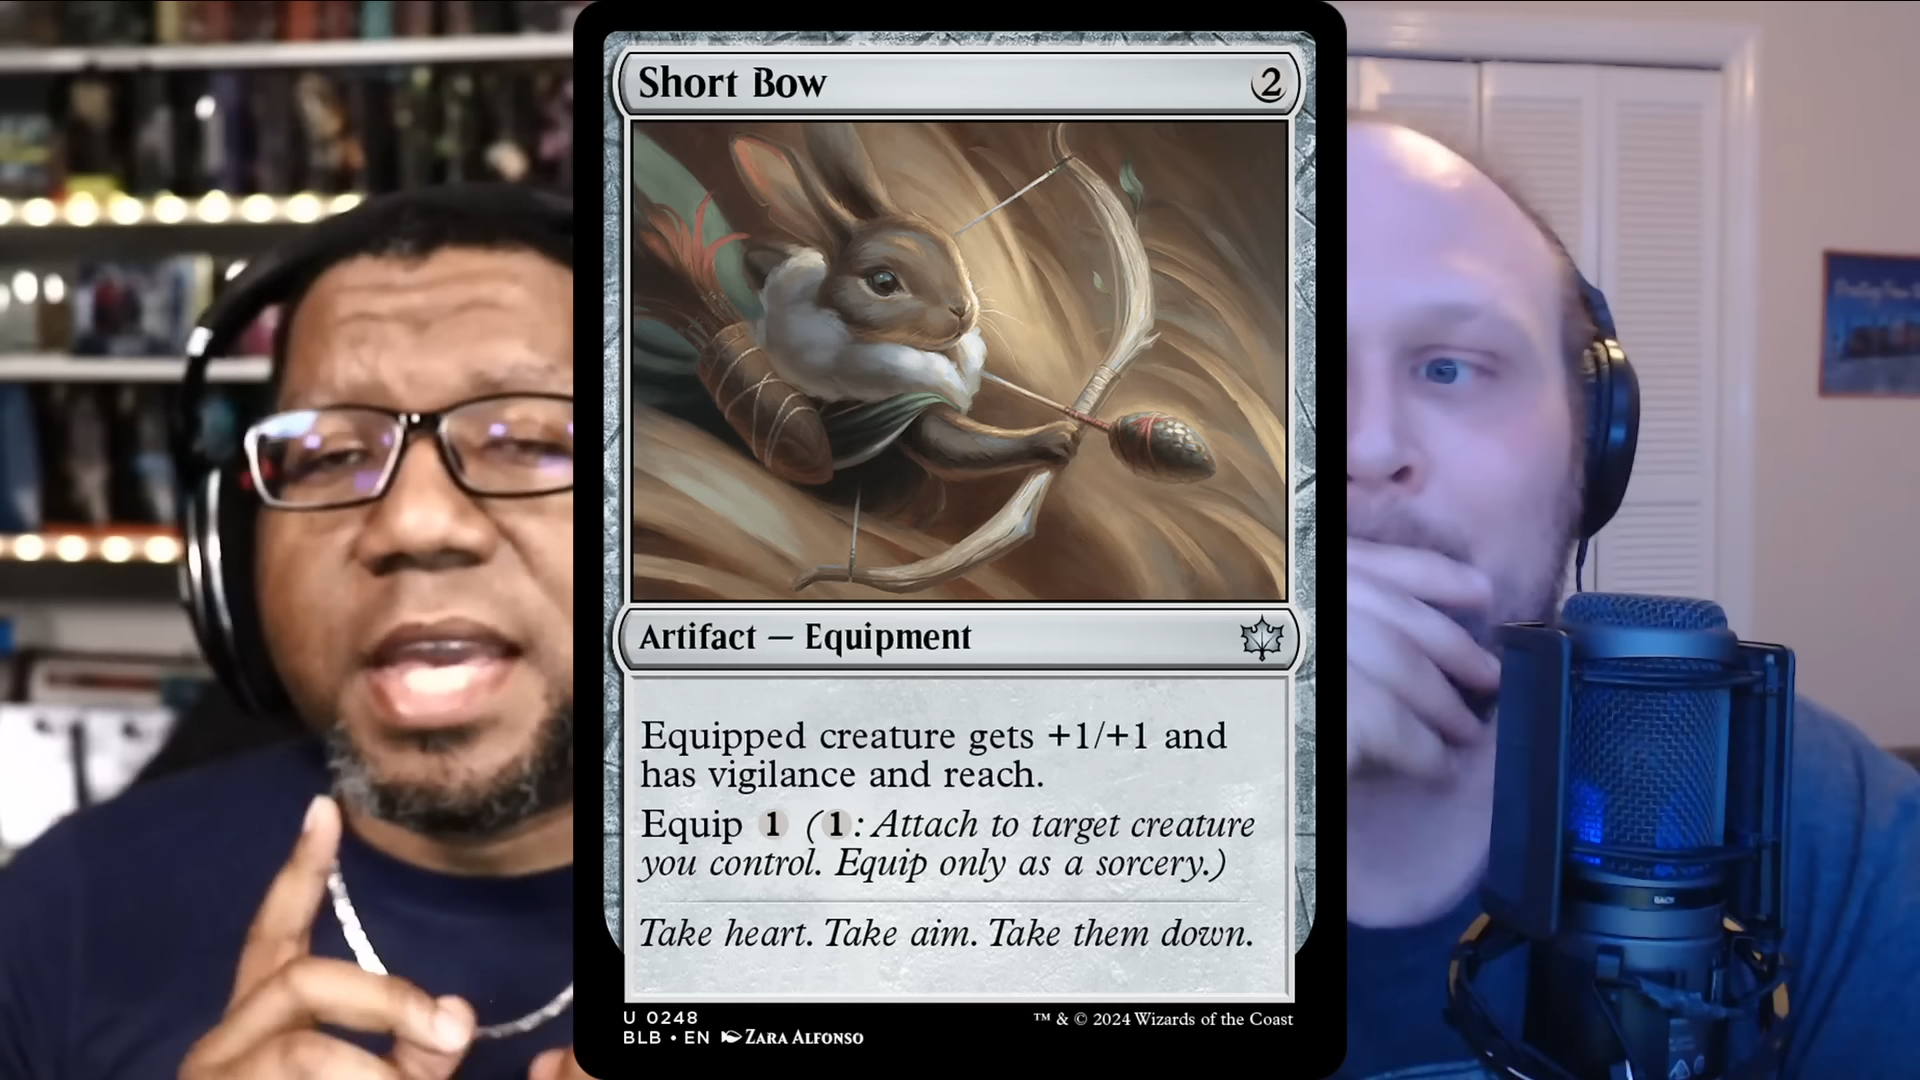 Short Bow 2
Artifact — Equipment
Equipped creature gets +1/+1 and
has vigilance and reach.
Equip 1 (1: Attach to target creature
you control. Equip only as a sorcery.)
Take heart. Take aim. Take them down.
U 0248
BLB • EN Zara Alfonso
™ & © 2024 Wizards of the Coast